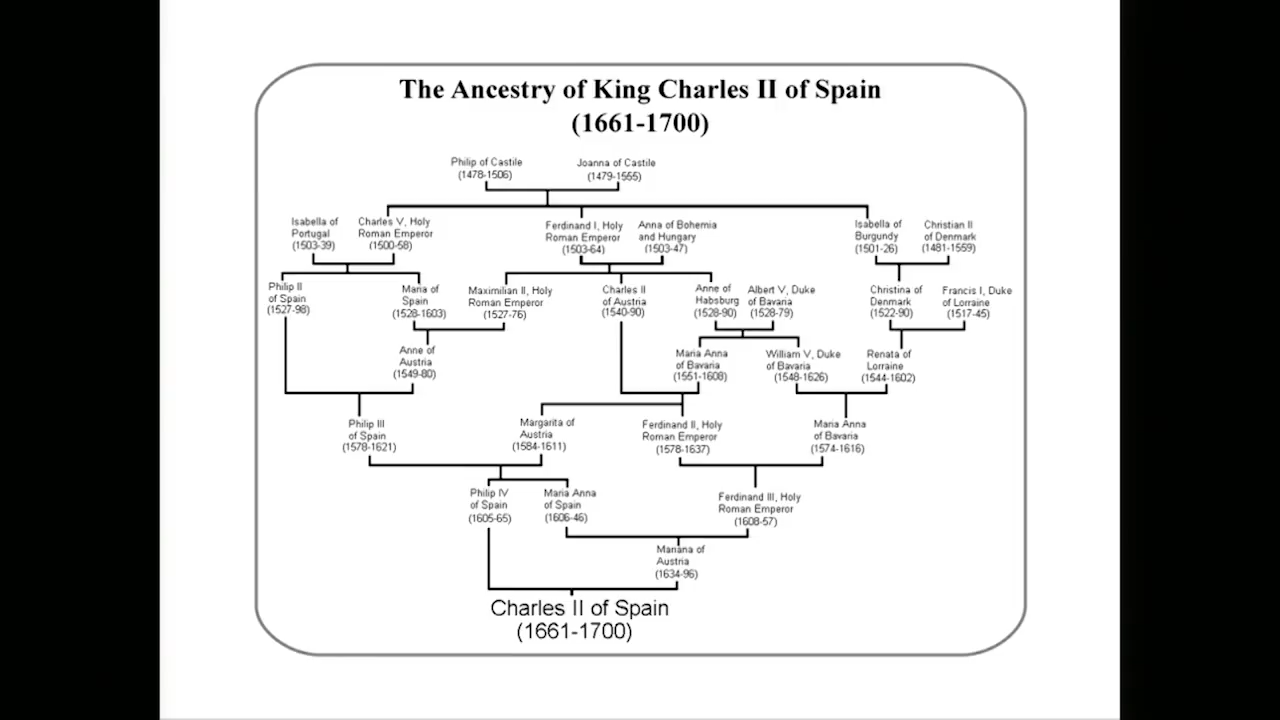 The Ancestry of King Charles II of Spain
(1661-1700)
Philip of Castile
(1478-1506)
Joanna of Castile
(1479-1555)
Isabella of
Portugal
(1503-39)
Charles V, Holy
Roman Emperor
(1500-58)
Ferdinand I, Holy
Roman Emperor
(1503-64)
Anna of Bohemia
and Hungary
(1503-47)
Isabella of
Burgundy
(1501-26)
Christian II
of Denmark
(1481-1559)
Philip II
of Spain
(1527-98)
Maria of
Spain
(1528-1603)
Maximilian II, Holy
Roman Emperor
(1527-76)
Charles II
of Austria
(1540-90)
Anne of
Habsburg
(1528-90)
Albert V, Duke
of Bavaria
(1528-79)
Christina of
Denmark
(1522-90)
Francis I, Duke
of Lorraine
(1517-45)
Anne of
Austria
(1549-80)
Maria Anna
of Bavaria
(1551-1608)
William V, Duke
of Bavaria
(1548-1626)
Renata of
Lorraine
(1544-1602)
Philip III
of Spain
(1578-1621)
Margarita of
Austria
(1584-1611)
Ferdinand II, Holy
Roman Emperor
(1578-1637)
Maria Anna
of Bavaria
(1574-1616)
Philip IV
of Spain
(1605-65)
Maria Anna
of Spain
(1606-46)
Ferdinand III, Holy
Roman Emperor
(1608-57)
Mariana of
Austria
(1634-96)
Charles II of Spain
(1661-1700)